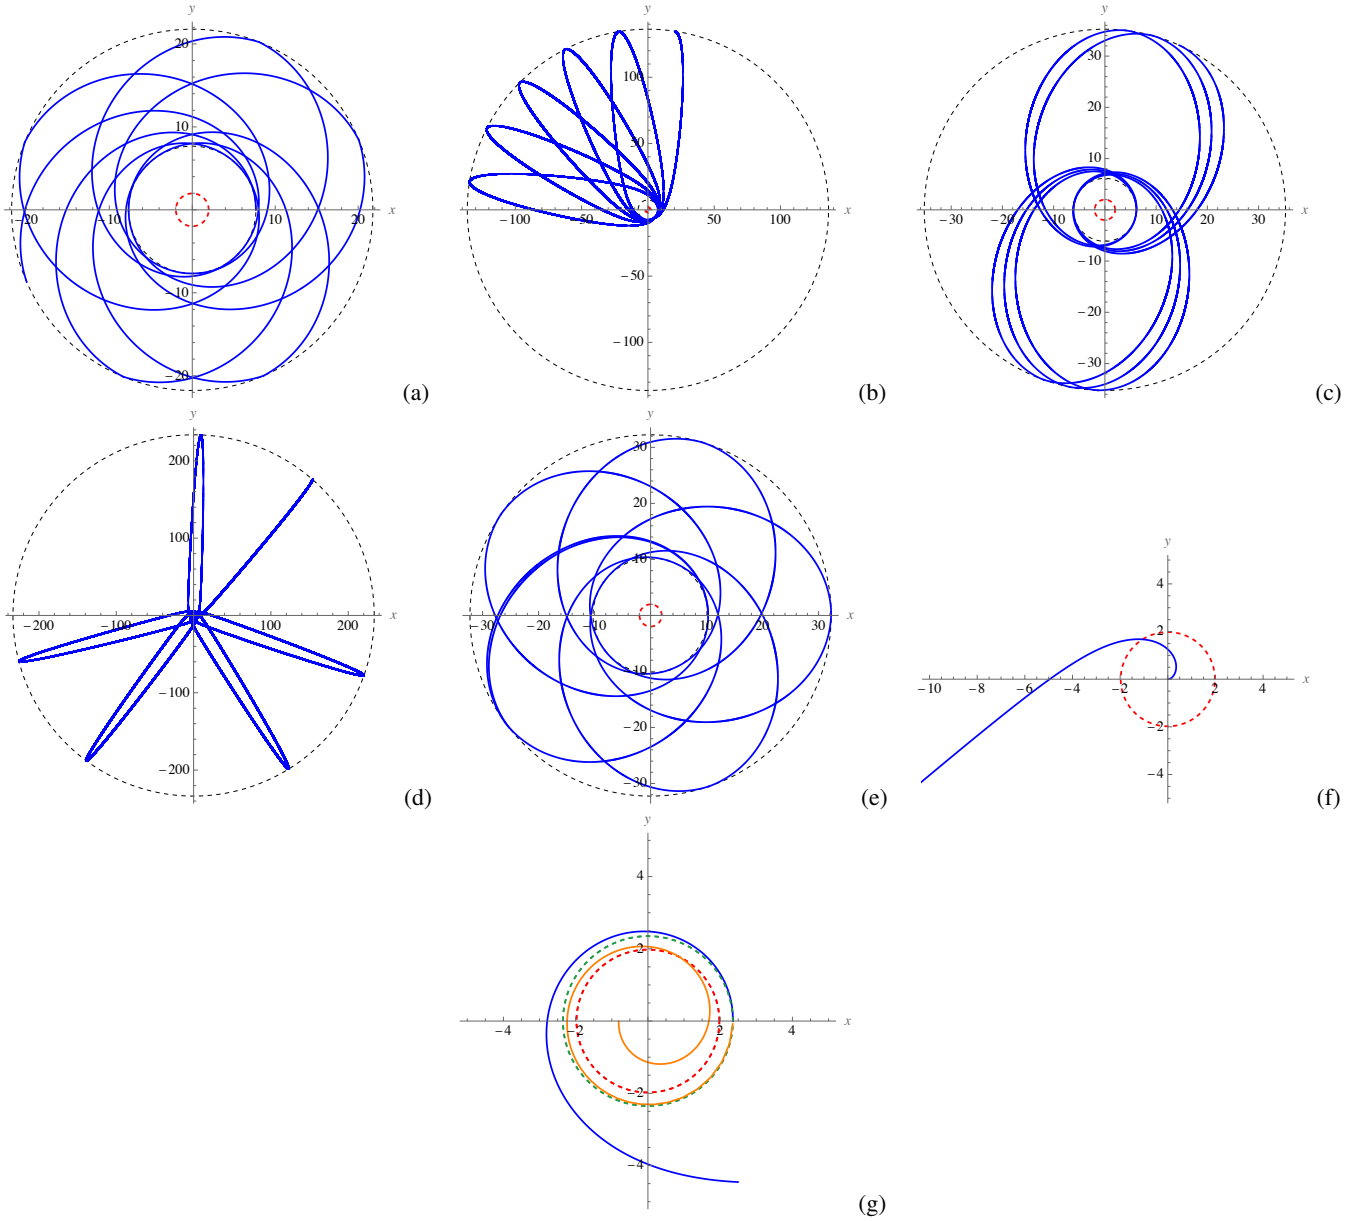 y y y
20 10 −10 −20 −20 −10 10 20 x (a)
100 50 −50 −100 −100 −50 50 100 x (b)
30 20 10 −10 −20 −30 −30 −20 −10 10 20 30 x (c)
y y
200 100 −100 −200 −200 −100 100 200 x (d)
30 20 10 −10 −20 −30 −30 −20 −10 10 20 30 x (e)
y
4 2 −2 −4 −10 −8 −6 −4 −2 2 4 x (f)
y
4 2 −2 −4 −4 −2 2 4 x (g)